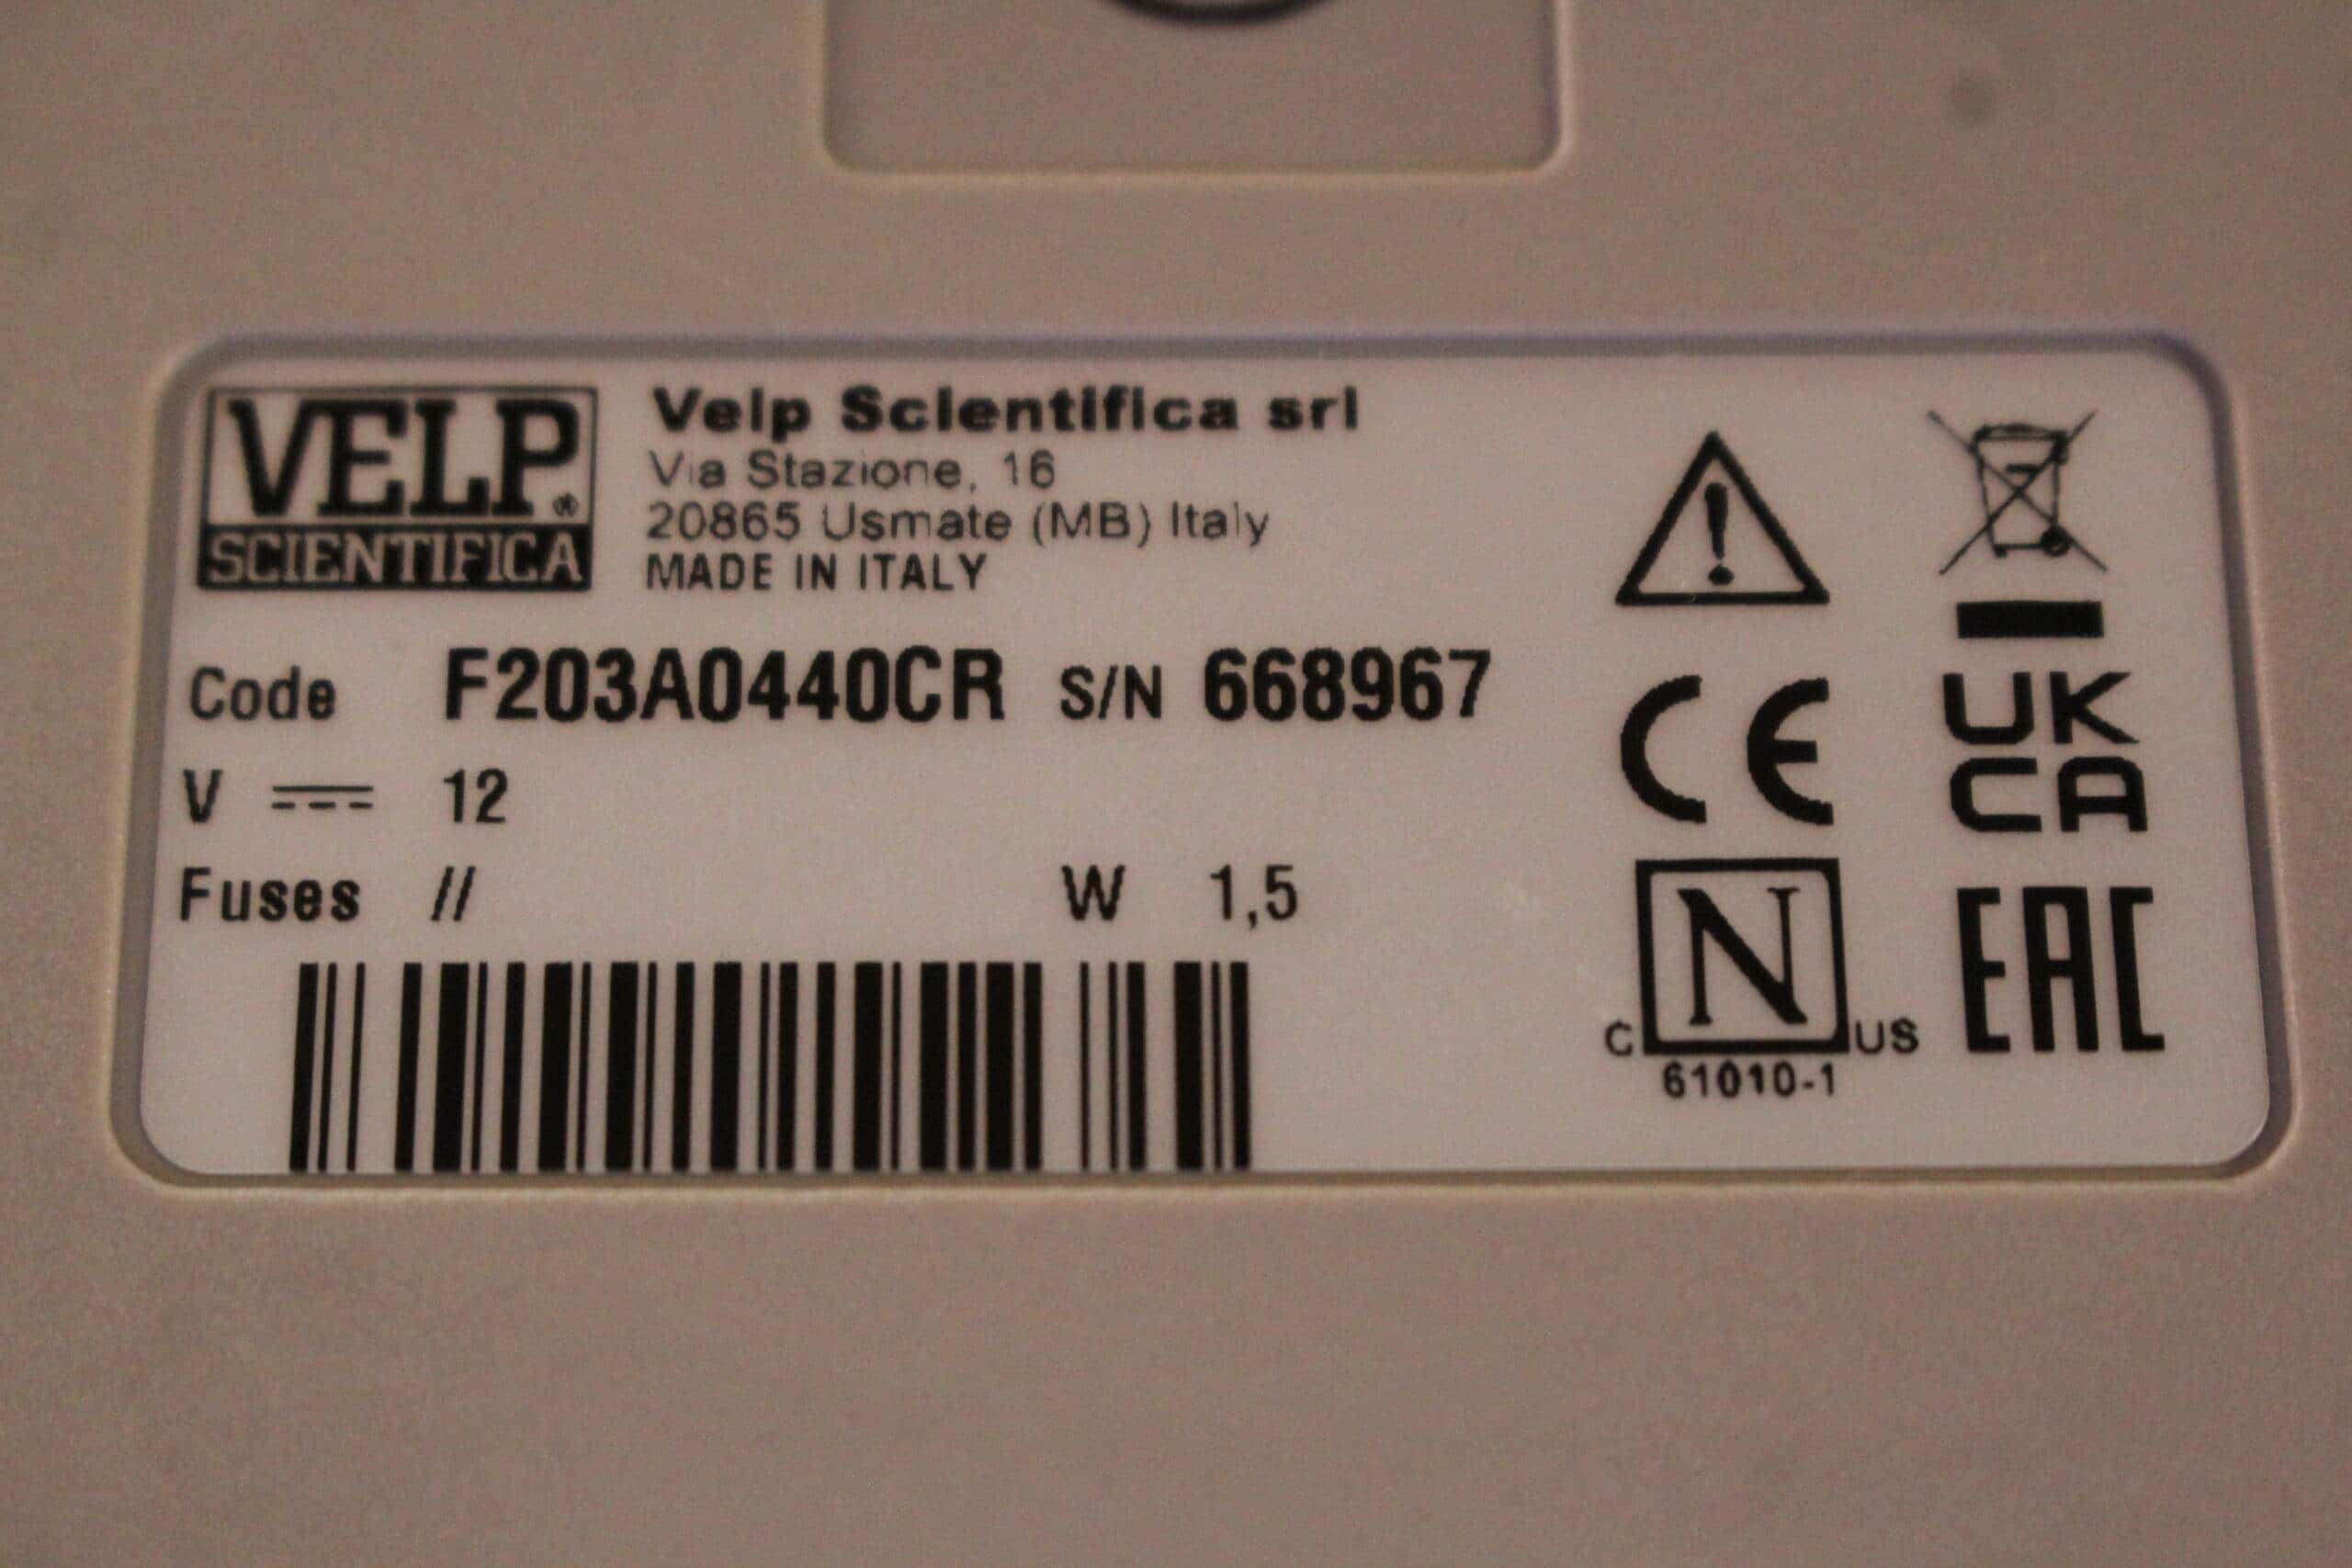 VELP®
SCIENTIFICA
Velp Scientifica srl
Via Stazione, 16
20865 Usmate (MB) Italy
MADE IN ITALY
Code F203A0440CR S/N 668967
V 12
Fuses // W 1,5
CE
UK
CA
N
C US
61010-1
EAC